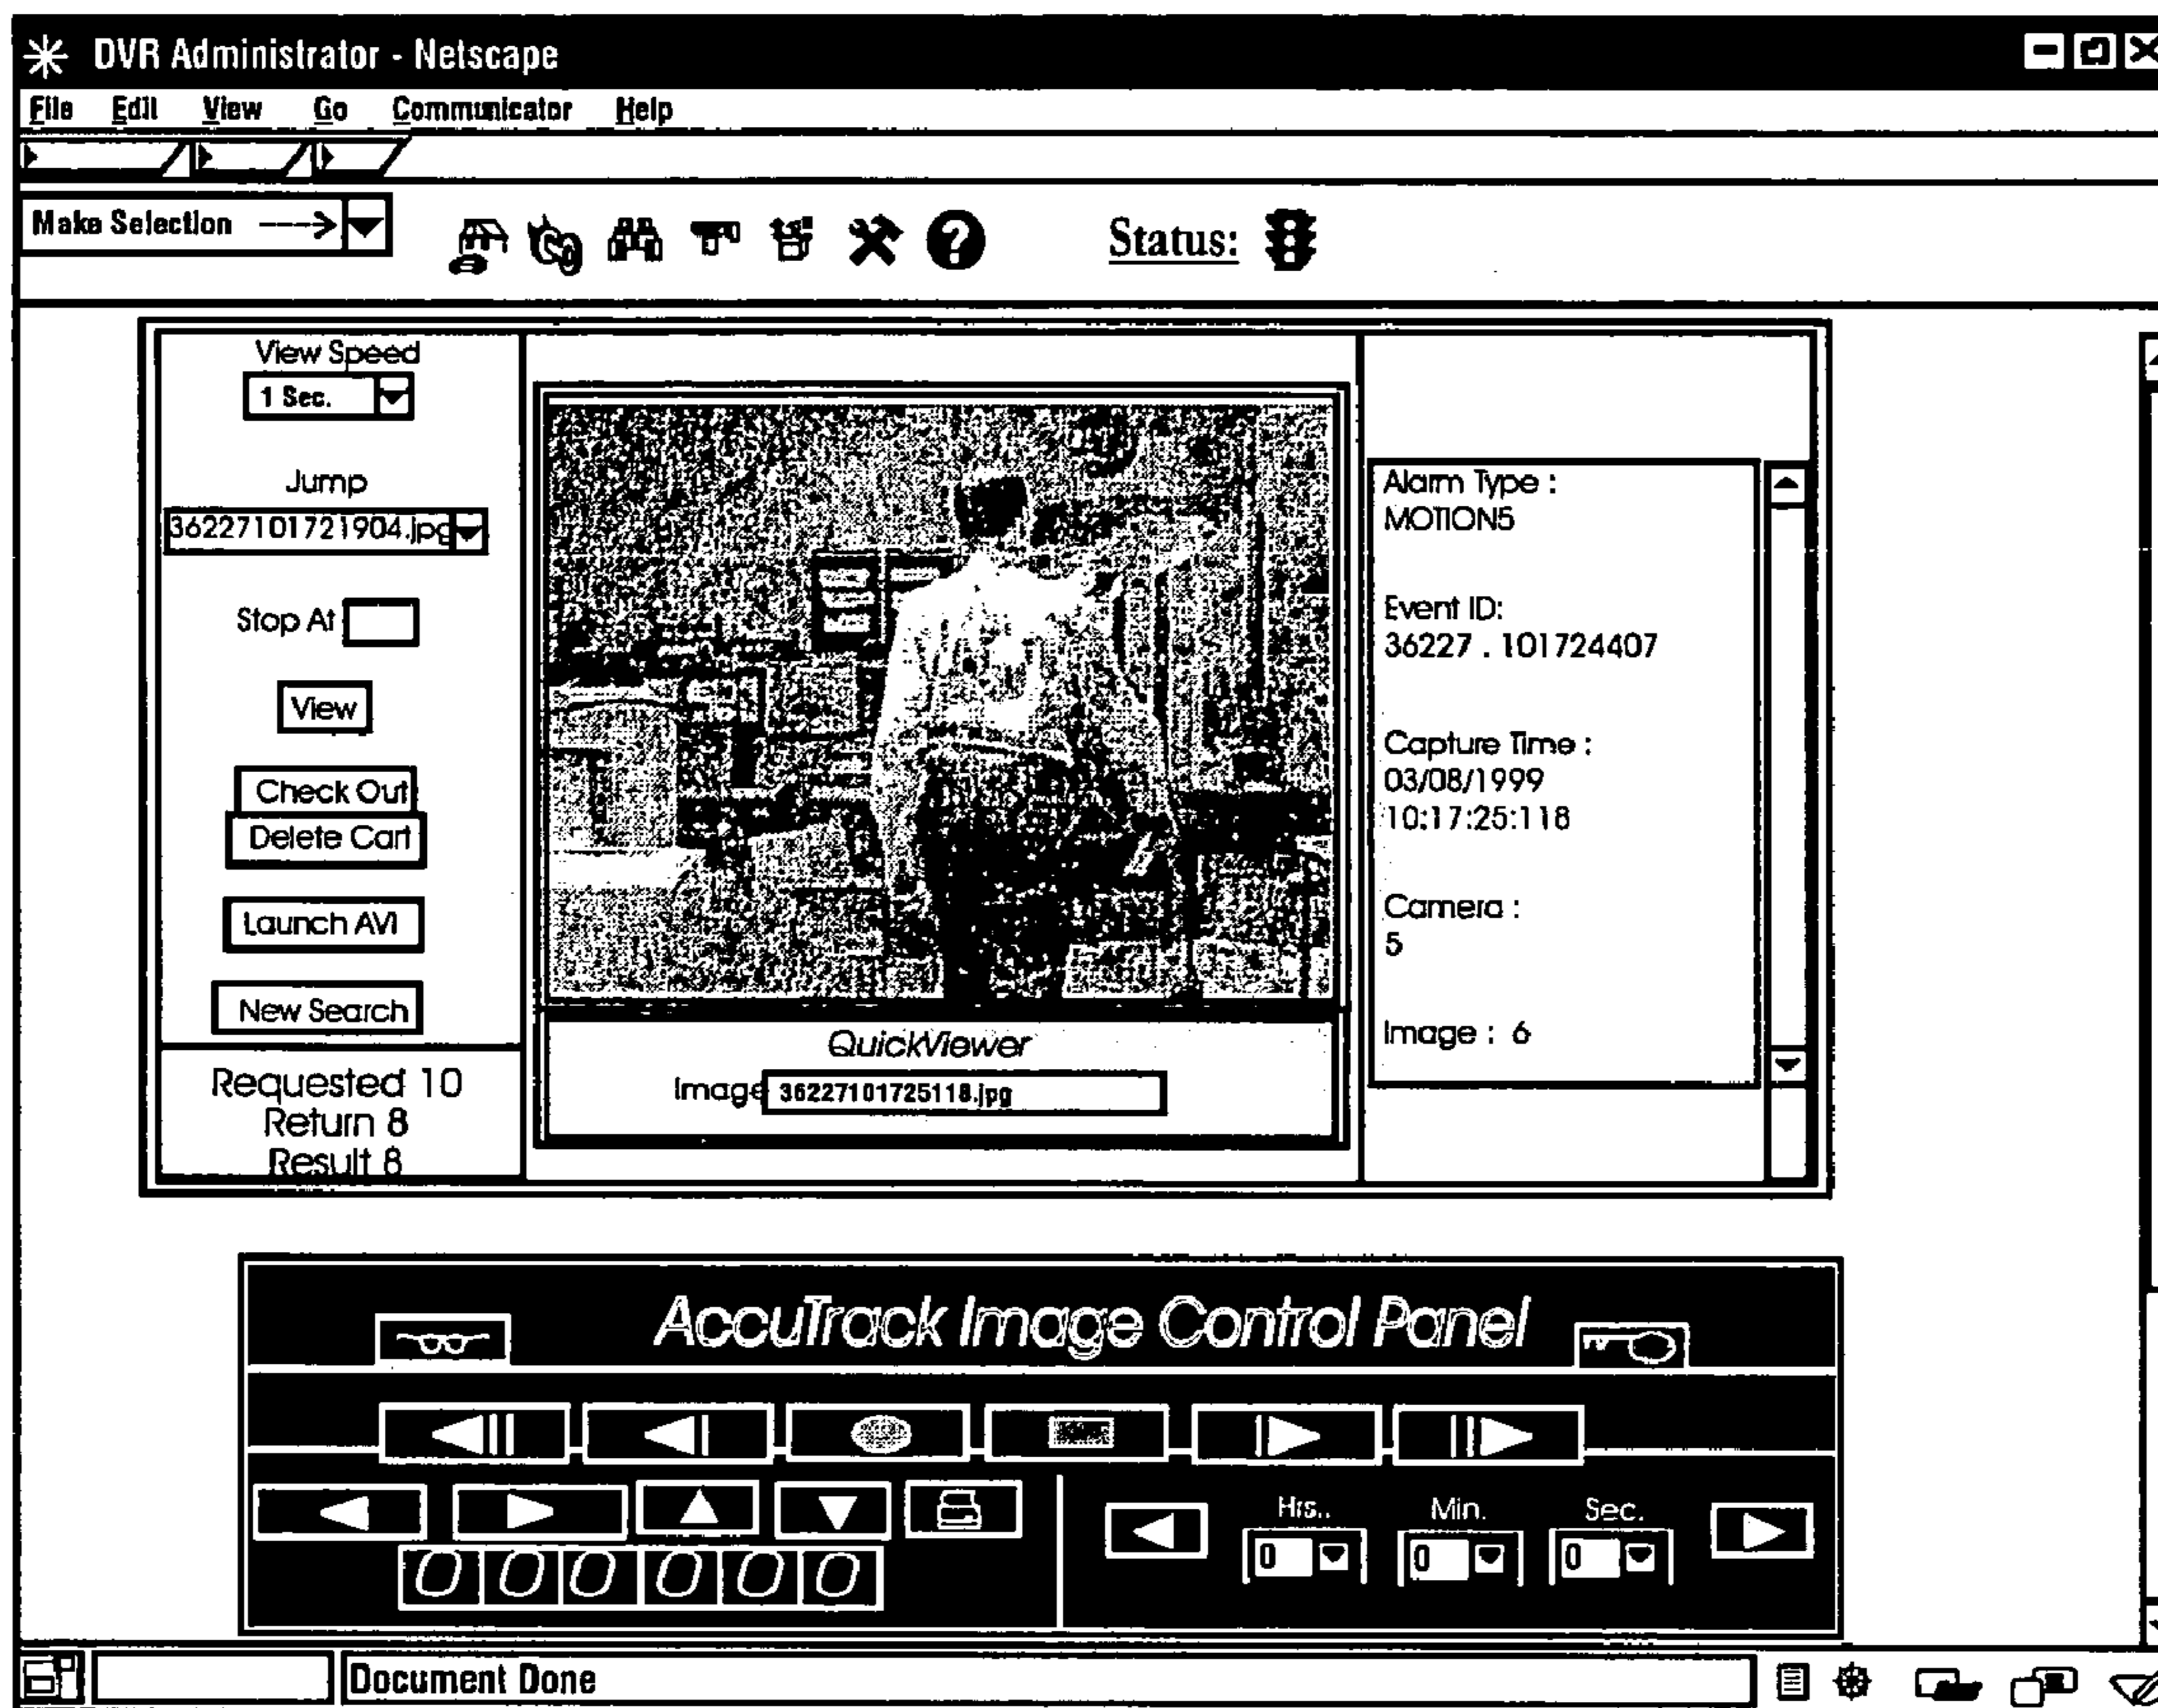 DVR Administrator - Netscape
File Edit View Go Communicator Help
Make Selection --->
Status:
View Speed
1 Sec.
Jump
36227101721904.jpg
Stop At
View
Check Out
Delete Cart
Launch AVI
New Search
Requested 10
Return 8
Result 8
QuickViewer
Image 36227101725118.jpg
Alarm Type :
MOTION5
Event ID:
36227 . 101724407
Capture Time :
03/08/1999
10:17:25:118
Camera :
5
Image : 6
AccuTrack Image Control Panel
Hrs.. Min. Sec.
0 0 0
0 0 0 0 0 0
Document Done